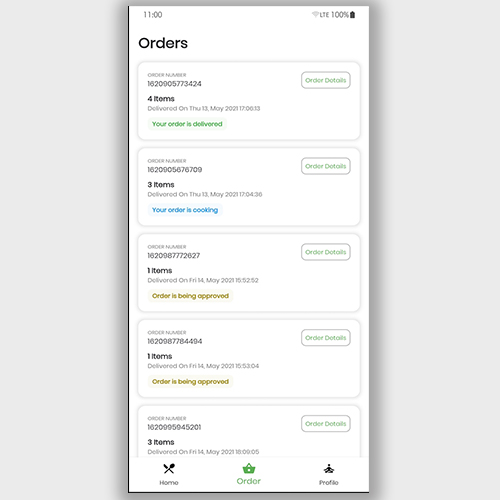 11:00 LTE 100%
Orders
ORDER NUMBER
1620905773424
Order Details
4 Items
Delivered On Thu 13, May 2021 17:06:13
Your order is delivered
ORDER NUMBER
1620905676709
Order Details
3 Items
Delivered On Thu 13, May 2021 17:04:36
Your order is cooking
ORDER NUMBER
1620987772627
Order Details
1 Items
Delivered On Fri 14, May 2021 15:52:52
Order is being approved
ORDER NUMBER
1620987784494
Order Details
1 Items
Delivered On Fri 14, May 2021 15:53:04
Order is being approved
ORDER NUMBER
1620995945201
Order Details
3 Items
Delivered On Fri 14, May 2021 18:09:05
Home Order Profile